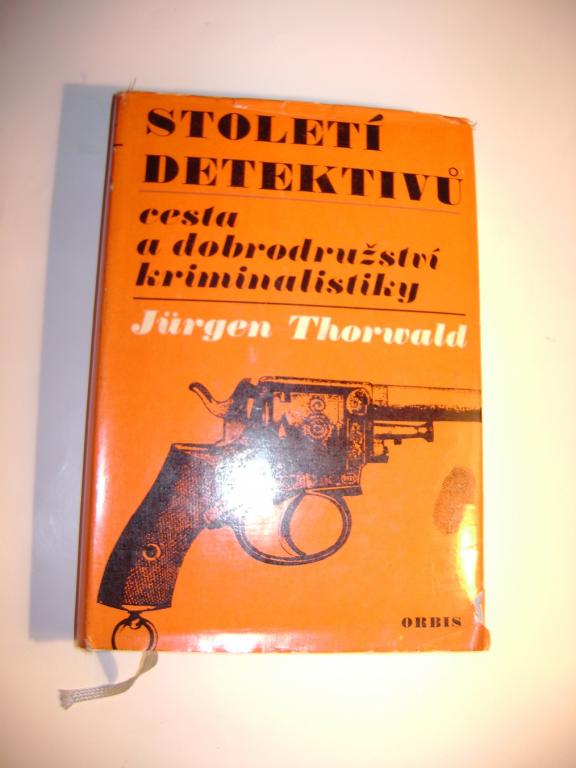 STOLETÍ
DETEKTIVŮ
cesta
a dobrodružství
kriminalistiky
Jürgen Thorwald
ORBIS